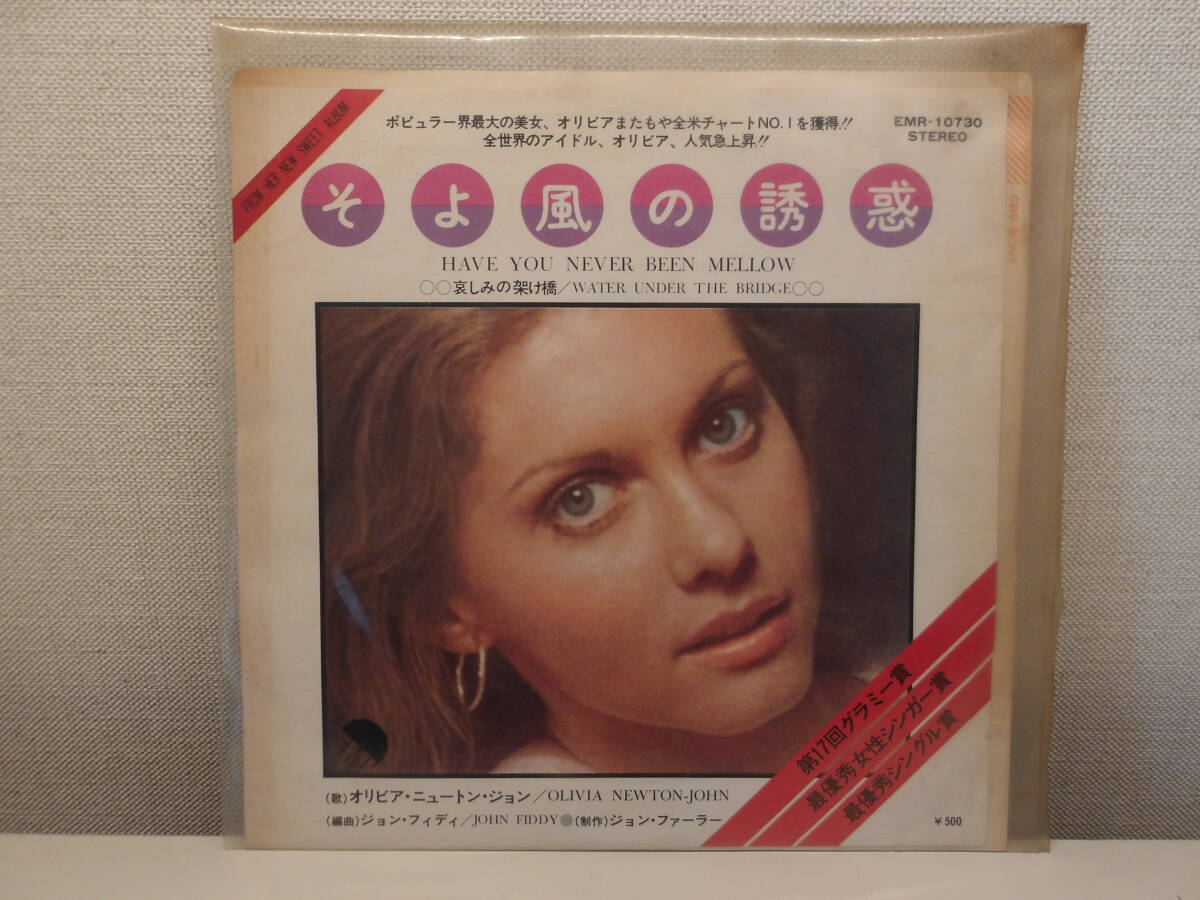 FROM HER NEW SWEET ALBUM
ポピュラー界最大の美女、オリビアまたもや全米チャートNO.1を獲得!!
全世界のアイドル、オリビア、人気急上昇!!
EMR-10730
STEREO
CBS SONY
そよ風の誘惑
HAVE YOU NEVER BEEN MELLOW
○○哀しみの架け橋/WATER UNDER THE BRIDGE○○
第17回グラミー賞
最優秀女性シンガー賞
最優秀シングル賞
(歌)オリビア・ニュートン・ジョン/OLIVIA NEWTON-JOHN
(編曲)ジョン・フィディ/JOHN FIDDY●(制作)ジョン・ファーラー
¥500